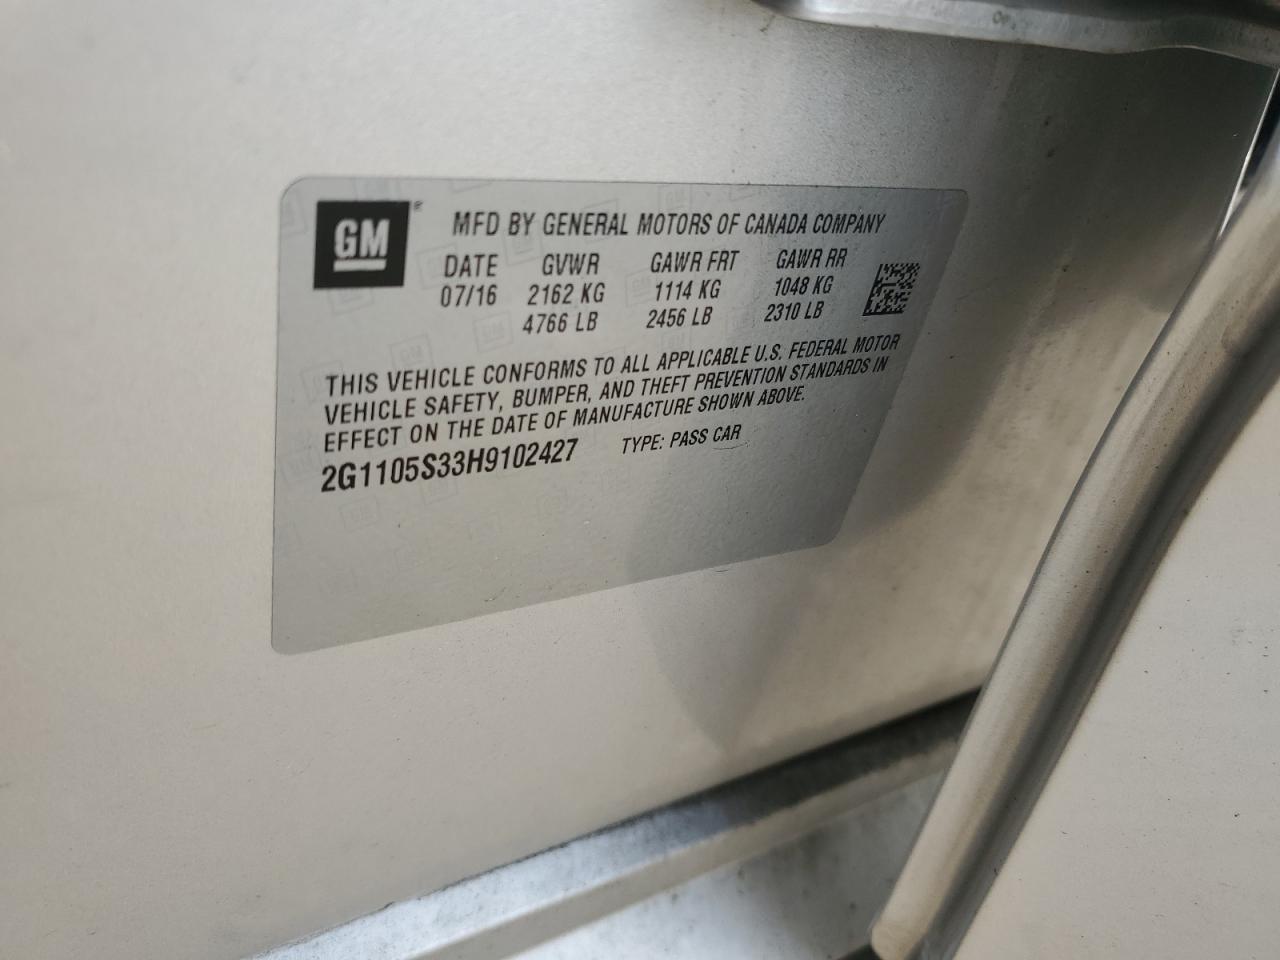 GM
MFD BY GENERAL MOTORS OF CANADA COMPANY
DATE GVWR GAWR FRT GAWR RR
07/16 2162 KG 1114 KG 1048 KG
4766 LB 2456 LB 2310 LB
THIS VEHICLE CONFORMS TO ALL APPLICABLE U.S. FEDERAL MOTOR
VEHICLE SAFETY, BUMPER, AND THEFT PREVENTION STANDARDS IN
EFFECT ON THE DATE OF MANUFACTURE SHOWN ABOVE.
2G1105S33H9102427 TYPE: PASS CAR